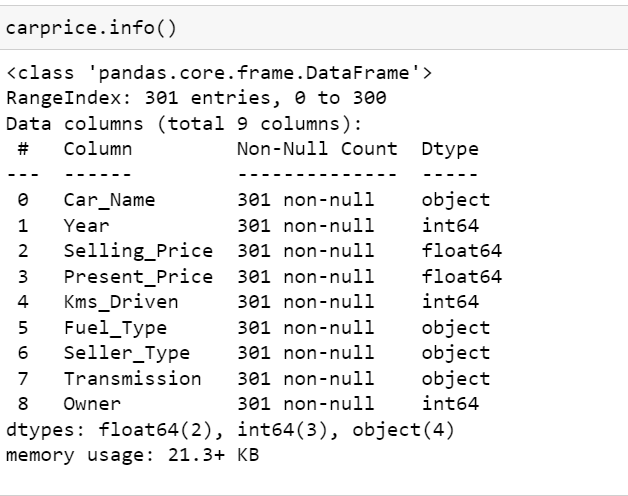 carprice.info()
<class 'pandas.core.frame.DataFrame'>
RangeIndex: 301 entries, 0 to 300
Data columns (total 9 columns):
 #   Column         Non-Null Count  Dtype
---  ------         --------------  -----
 0   Car_Name       301 non-null    object
 1   Year           301 non-null    int64
 2   Selling_Price  301 non-null    float64
 3   Present_Price  301 non-null    float64
 4   Kms_Driven     301 non-null    int64
 5   Fuel_Type      301 non-null    object
 6   Seller_Type    301 non-null    object
 7   Transmission   301 non-null    object
 8   Owner          301 non-null    int64
dtypes: float64(2), int64(3), object(4)
memory usage: 21.3+ KB